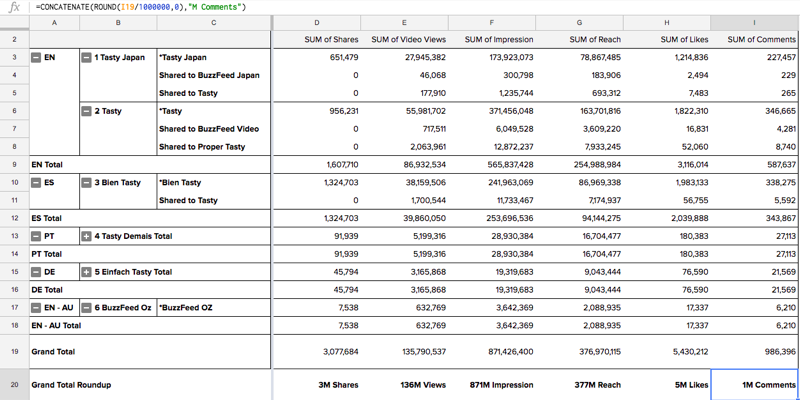 fx =CONCATENATE(ROUND(I19/1000000,0),"M Comments")
A B C D E F G H I
2 SUM of Shares SUM of Video Views SUM of Impression SUM of Reach SUM of Likes SUM of Comments
3 EN 1 Tasty Japan *Tasty Japan 651,479 27,945,382 173,923,073 78,867,485 1,214,836 227,457
4 Shared to BuzzFeed Japan 0 46,068 300,798 183,906 2,494 229
5 Shared to Tasty 0 177,910 1,235,744 693,312 7,483 265
6 2 Tasty *Tasty 956,231 55,981,702 371,456,048 163,701,816 1,822,310 346,665
7 Shared to BuzzFeed Video 0 717,511 6,049,528 3,609,220 16,831 4,281
8 Shared to Proper Tasty 0 2,063,961 12,872,237 7,933,245 52,060 8,740
9 EN Total 1,607,710 86,932,534 565,837,428 254,988,984 3,116,014 587,637
10 ES 3 Bien Tasty *Bien Tasty 1,324,703 38,159,506 241,963,069 86,969,338 1,983,133 338,275
11 Shared to Tasty 0 1,700,544 11,733,467 7,174,937 56,755 5,592
12 ES Total 1,324,703 39,860,050 253,696,536 94,144,275 2,039,888 343,867
13 PT 4 Tasty Demais Total 91,939 5,199,316 28,930,384 16,704,477 180,383 27,113
14 PT Total 91,939 5,199,316 28,930,384 16,704,477 180,383 27,113
15 DE 5 Einfach Tasty Total 45,794 3,165,868 19,319,683 9,043,444 76,590 21,569
16 DE Total 45,794 3,165,868 19,319,683 9,043,444 76,590 21,569
17 EN - AU 6 BuzzFeed Oz *BuzzFeed OZ 7,538 632,769 3,642,369 2,088,935 17,337 6,210
18 EN - AU Total 7,538 632,769 3,642,369 2,088,935 17,337 6,210
19 Grand Total 3,077,684 135,790,537 871,426,400 376,970,115 5,430,212 986,396
20 Grand Total Roundup 3M Shares 136M Views 871M Impression 377M Reach 5M Likes 1M Comments